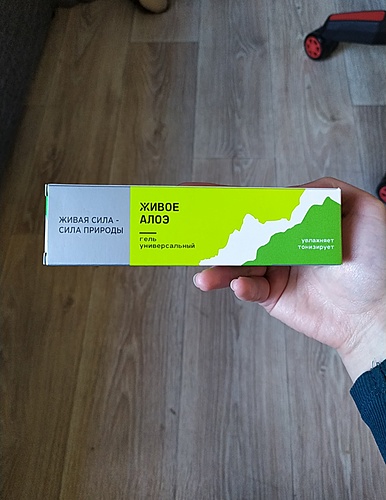 ЖИВАЯ СИЛА -
СИЛА ПРИРОДЫ
ЖИВОЕ
АЛОЭ
гель
универсальный
увлажняет
тонизирует